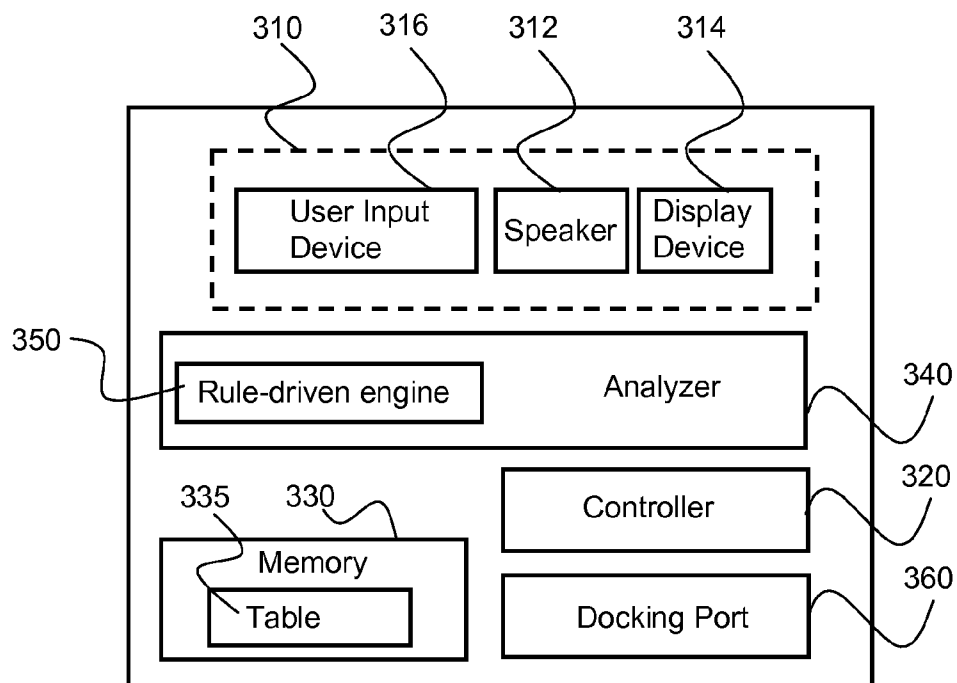 310
316
312
314
User Input
Device
Speaker
Display
Device
350
Rule-driven engine
Analyzer
340
335
330
320
Controller
Memory
Table
360
Docking Port